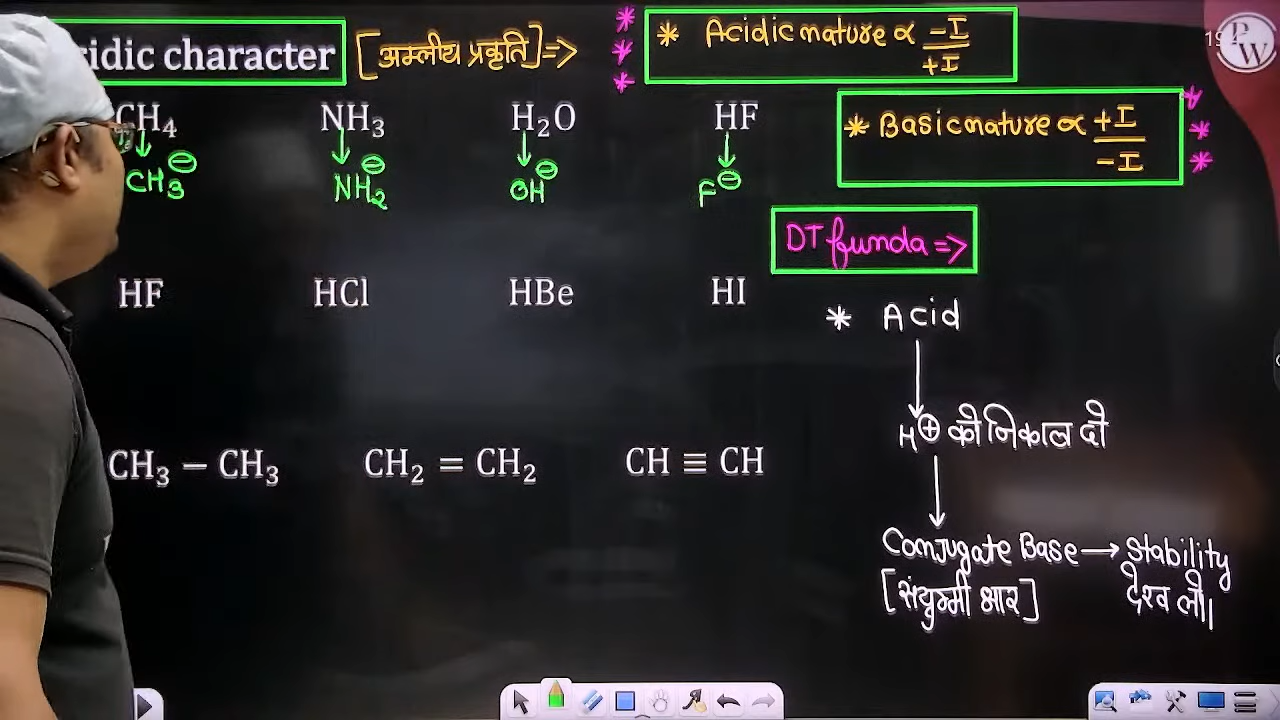 idic character [अम्लीय प्रकृति]=>
* Acidic nature ∝ -I / +I
CH₄ NH₃ H₂O HF
CH₃⊖ NH₂⊖ OH⊖ F⊖
* Basic nature ∝ +I / -I
DT funda =>
HF HCl HBe HI
* Acid
H⊕ को निकाल दो
CH₃ − CH₃ CH₂ = CH₂ CH ≡ CH
Conjugate Base → Stability
[संयुग्मी क्षार] देख लो।
PW